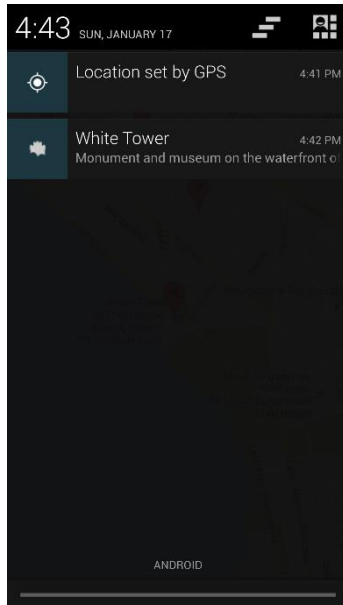 4:43 SUN, JANUARY 17
Location set by GPS 4:41 PM
White Tower 4:42 PM
Monument and museum on the waterfront o
ANDROID